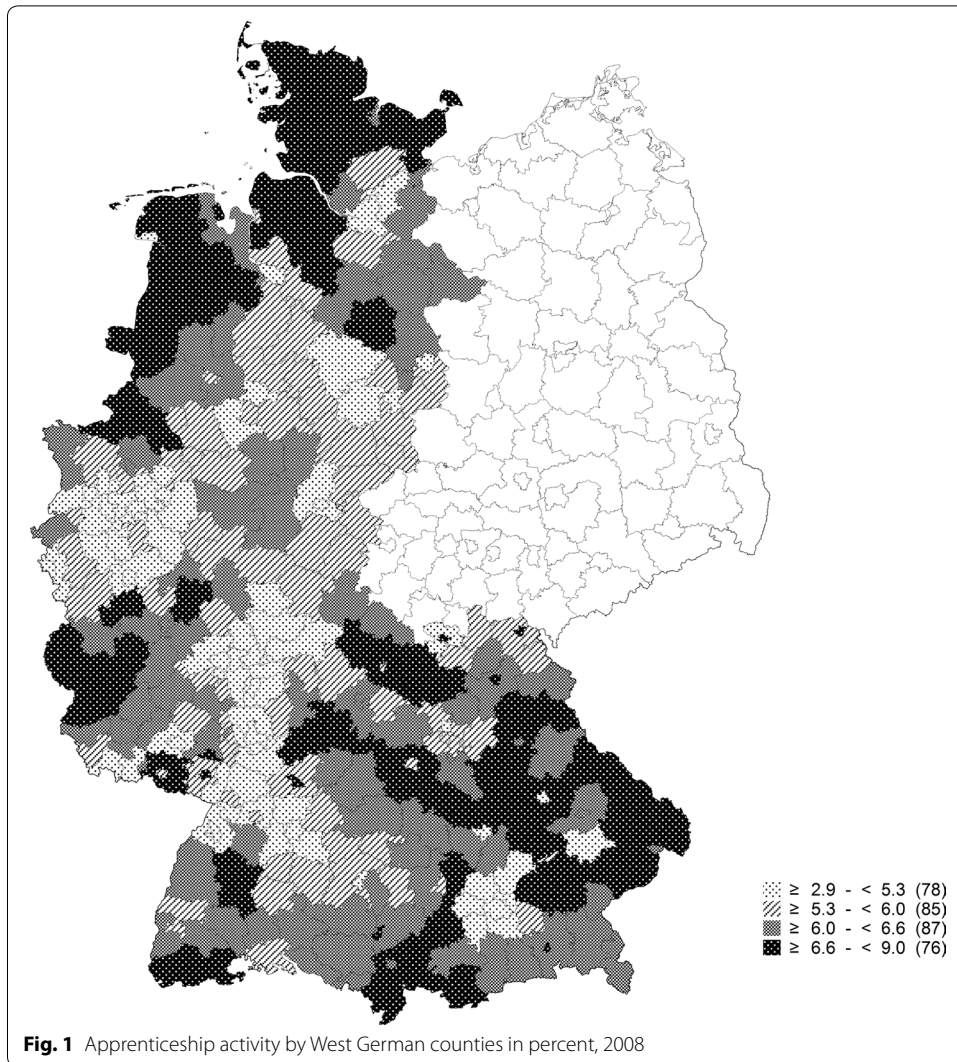 ≥ 2.9 - < 5.3 (78)
≥ 5.3 - < 6.0 (85)
≥ 6.0 - < 6.6 (87)
≥ 6.6 - < 9.0 (76)
Fig. 1 Apprenticeship activity by West German counties in percent, 2008